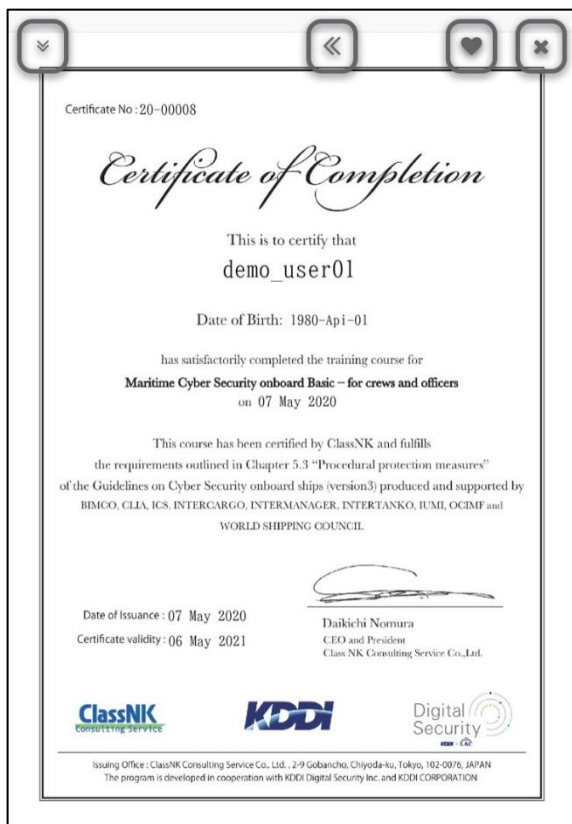 Certificate No : 20-00008
Certificate of Completion
This is to certify that
demo_user01
Date of Birth: 1980-Api-01
has satisfactorily completed the training course for
Maritime Cyber Security onboard Basic – for crews and officers
on 07 May 2020
This course has been certified by ClassNK and fulfills
the requirements outlined in Chapter 5.3 “Procedural protection measures”
of the Guidelines on Cyber Security onboard ships (version3) produced and supported by
BIMCO, CLIA, ICS, INTERCARGO, INTERMANAGER, INTERTANKO, IUMI, OCIMF and
WORLD SHIPPING COUNCIL
Date of Issuance : 07 May 2020
Certificate validity : 06 May 2021
Daikichi Nomura
CEO and President
Class NK Consulting Service Co.,Ltd.
ClassNK
Consulting Service
KDDI
Digital
Security
KDDI × LAC
Issuing Office : ClassNK Consulting Service Co., Ltd. , 2-9 Gobancho, Chiyoda-ku, Tokyo, 102-0076, JAPAN
The program is developed in cooperation with KDDI Digital Security Inc. and KDDI CORPORATION